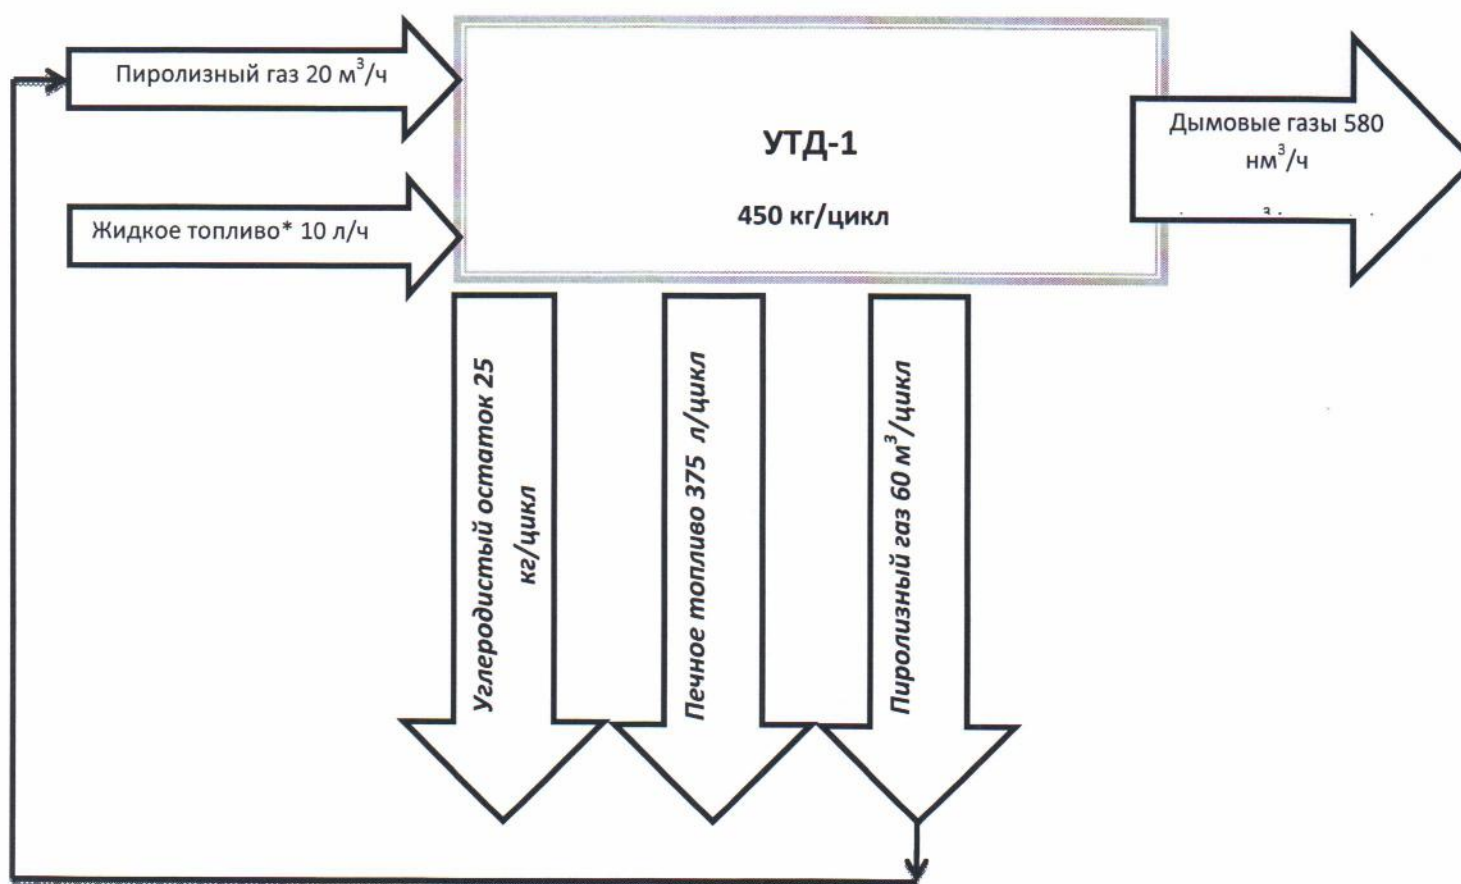 Пиролизный газ 20 м³/ч
Жидкое топливо* 10 л/ч
УТД-1
450 кг/цикл
Дымовые газы 580
нм³/ч
Углеродистый остаток 25
кг/цикл
Печное топливо 375 л/цикл
Пиролизный газ 60 м³/цикл